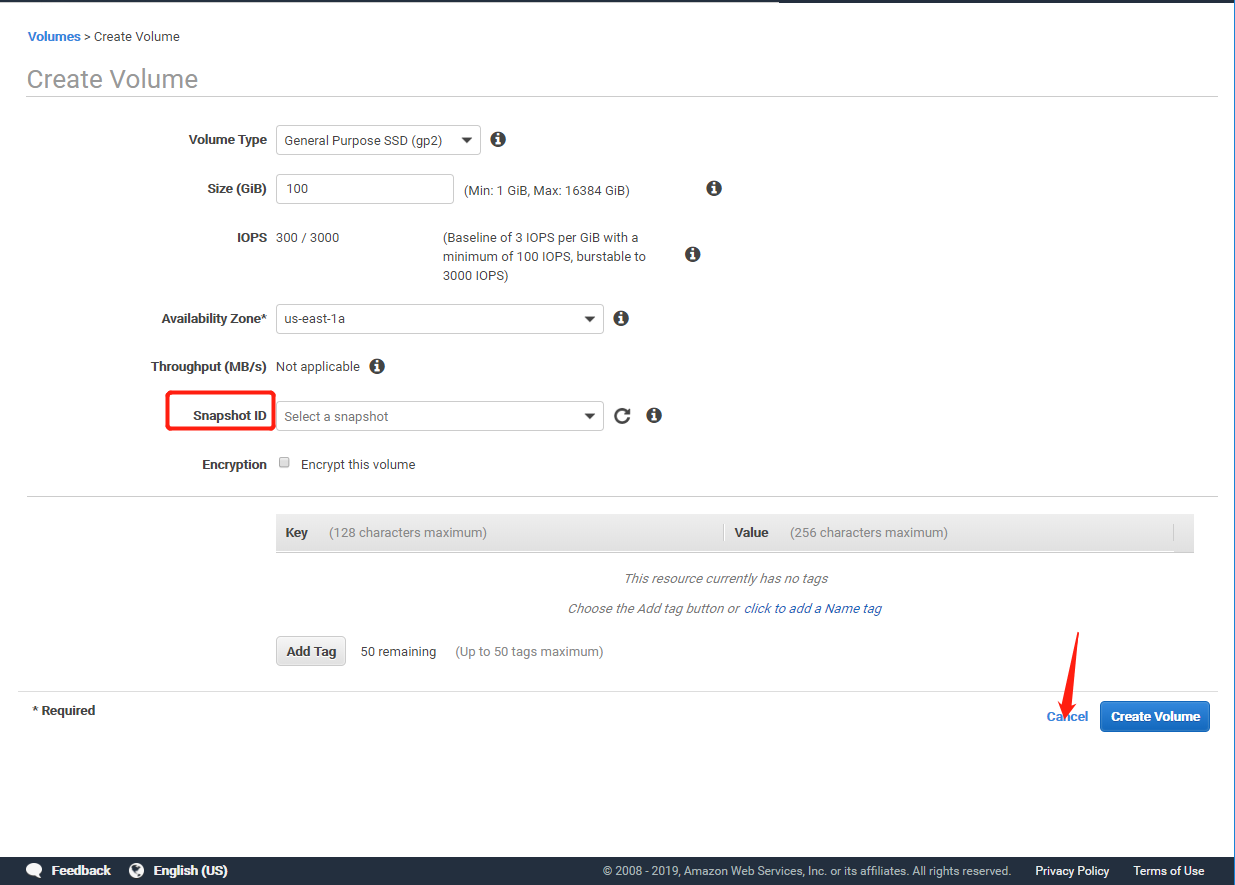 Volumes > Create Volume
Create Volume
Volume Type General Purpose SSD (gp2)
Size (GiB) 100 (Min: 1 GiB, Max: 16384 GiB)
IOPS 300 / 3000 (Baseline of 3 IOPS per GiB with a
minimum of 100 IOPS, burstable to
3000 IOPS)
Availability Zone* us-east-1a
Throughput (MB/s) Not applicable
Snapshot ID Select a snapshot
Encryption Encrypt this volume
Key (128 characters maximum) Value (256 characters maximum)
This resource currently has no tags
Choose the Add tag button or click to add a Name tag
Add Tag 50 remaining (Up to 50 tags maximum)
* Required
Cancel Create Volume
Feedback English (US) © 2008 - 2019, Amazon Web Services, Inc. or its affiliates. All rights reserved. Privacy Policy Terms of Use